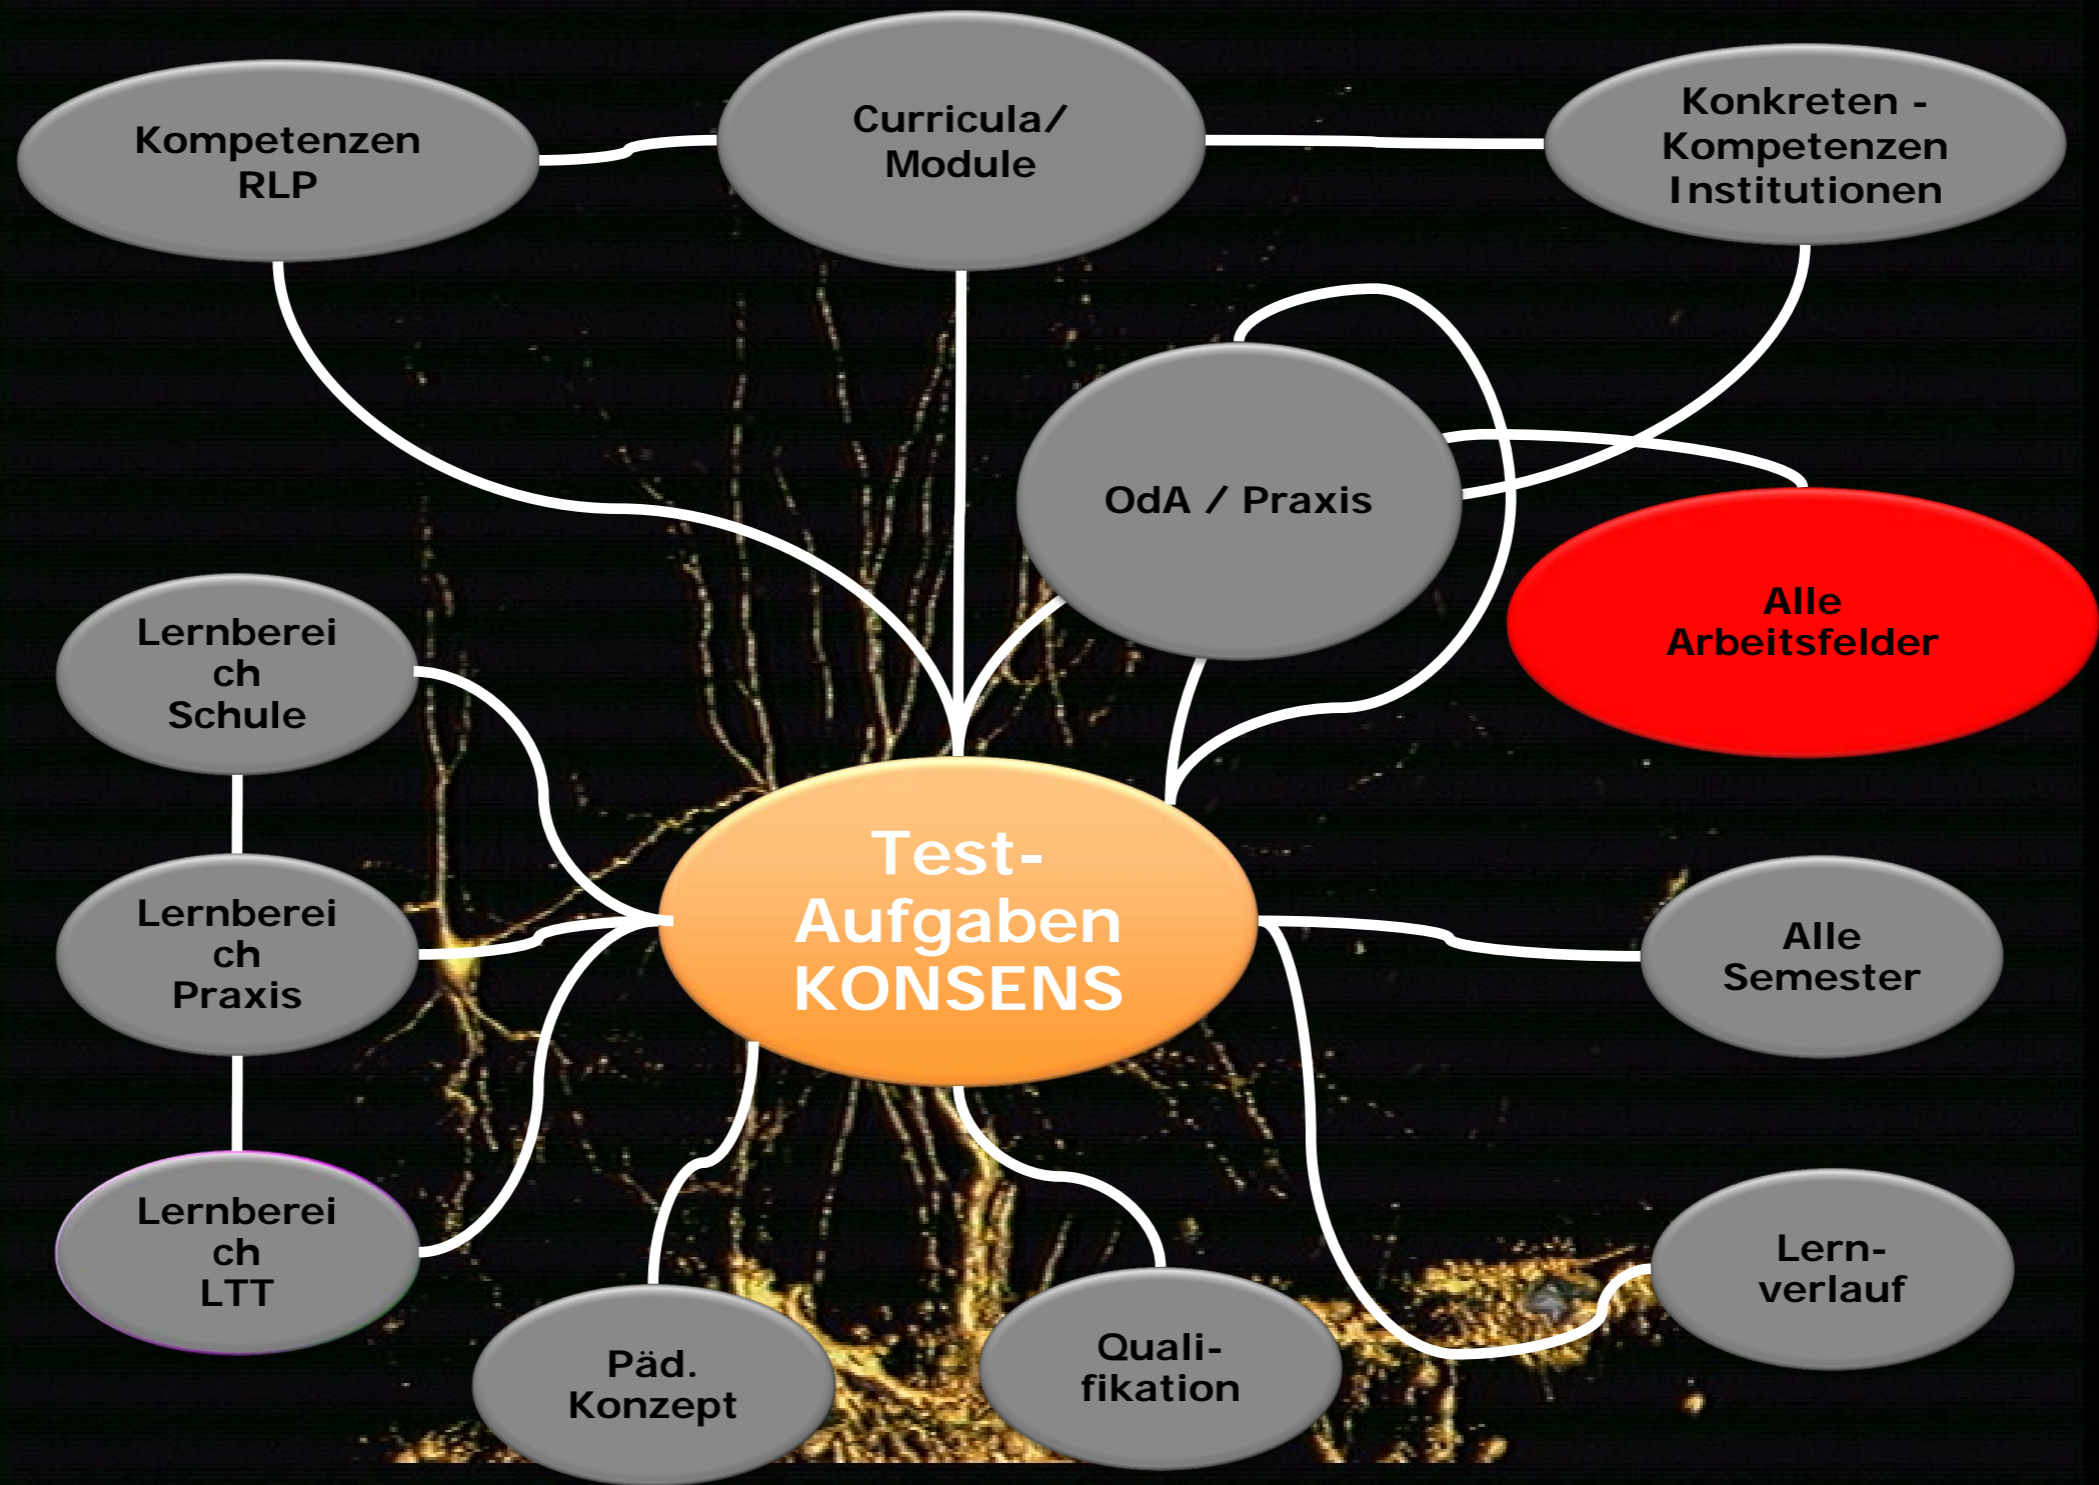 Kompetenzen
RLP
Curricula/
Module
Konkreten -
Kompetenzen
Institutionen
OdA / Praxis
Alle
Arbeitsfelder
Lernberei
ch
Schule
Lernberei
ch
Praxis
Lernberei
ch
LTT
Test-
Aufgaben
KONSENS
Alle
Semester
Lern-
verlauf
Päd.
Konzept
Quali-
fikation